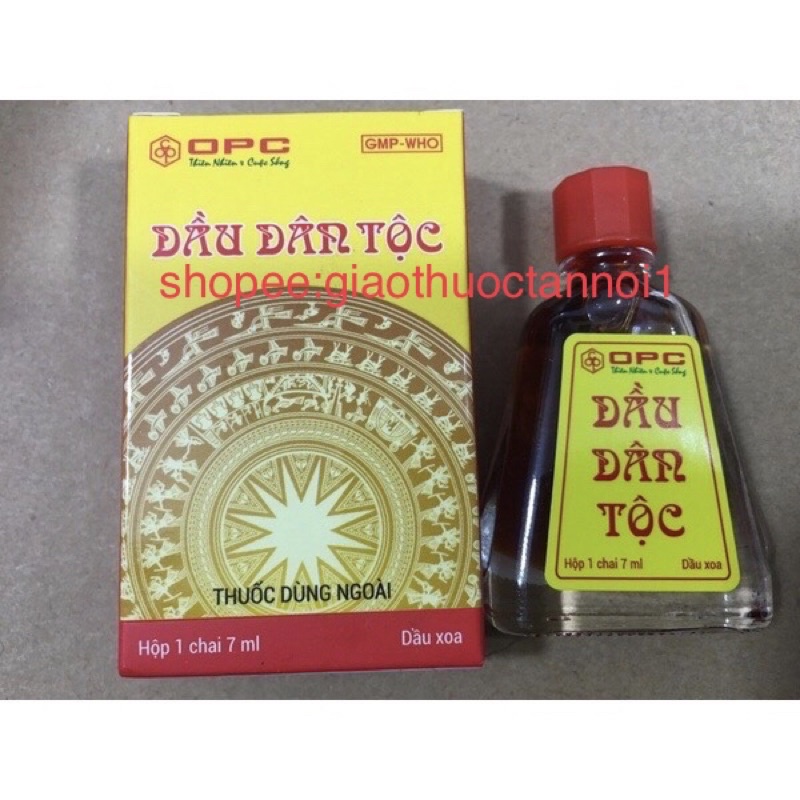 OPC
Thiên Nhiên & Cuộc Sống
GMP-WHO
DẦU DÂN TỘC
shopee:giaothuoctannoi1
THUỐC DÙNG NGOÀI
Hộp 1 chai 7 ml
Dầu xoa
OPC
Thiên Nhiên & Cuộc Sống
DẦU
DÂN
TỘC
Hộp 1 chai 7 ml
Dầu xoa